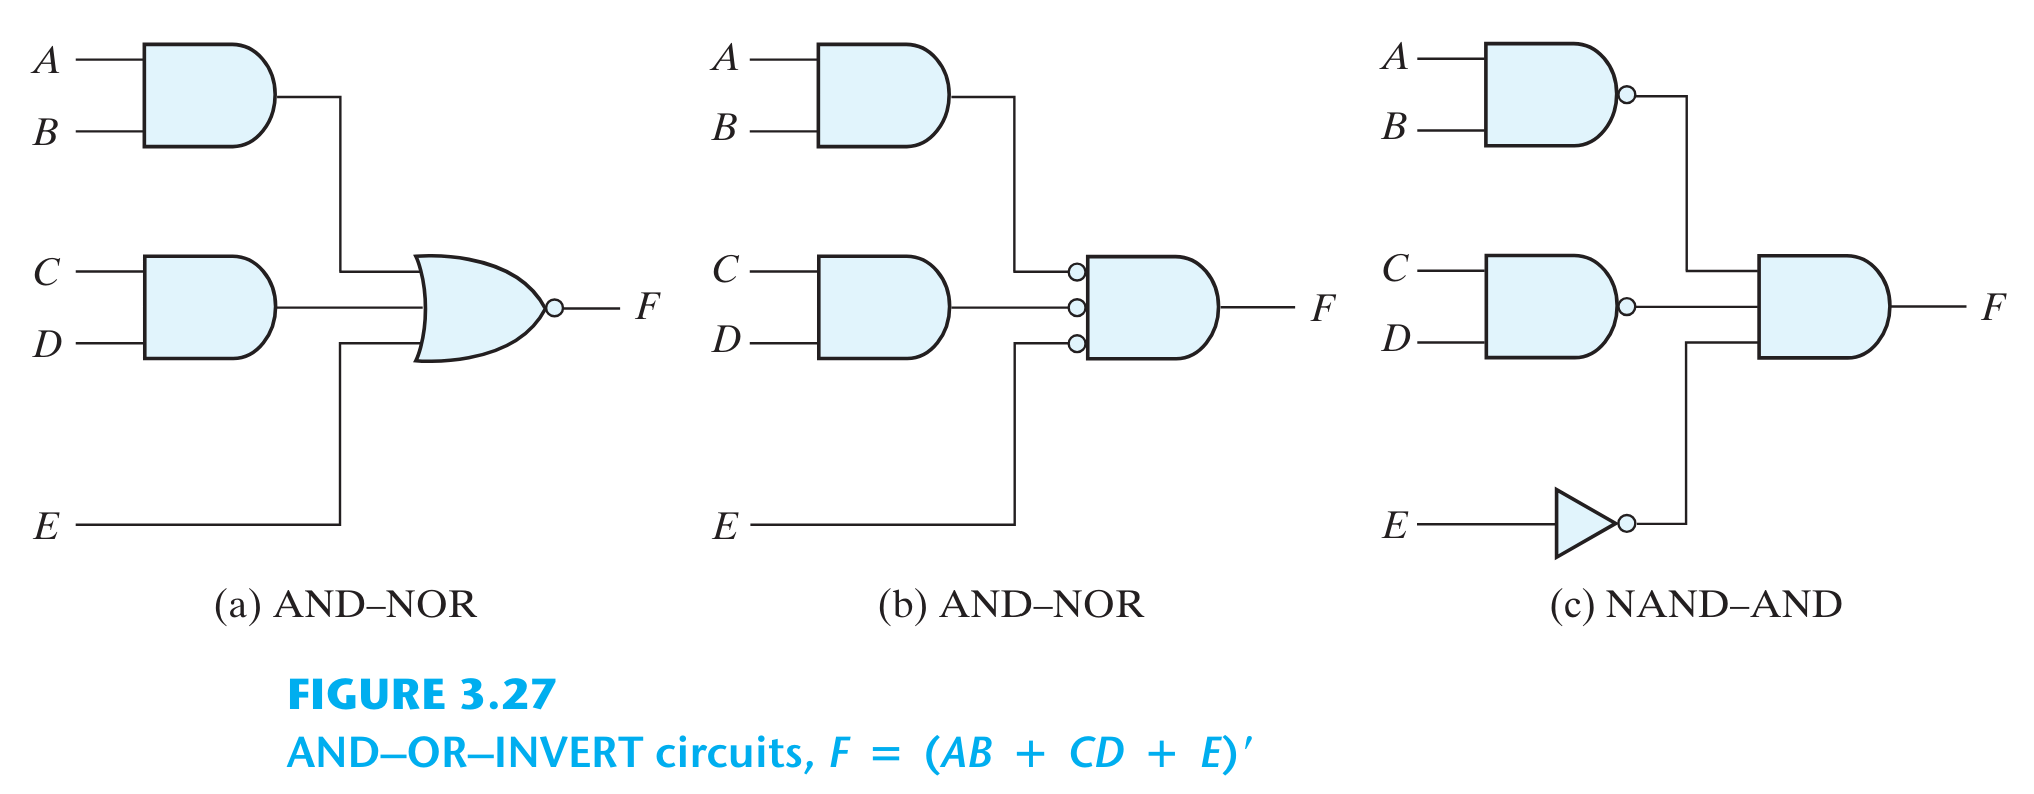 A
B
C
D
E
F
(a) AND–NOR
A
B
C
D
E
F
(b) AND–NOR
A
B
C
D
E
F
(c) NAND–AND
FIGURE 3.27
AND–OR–INVERT circuits, F = (AB + CD + E)′